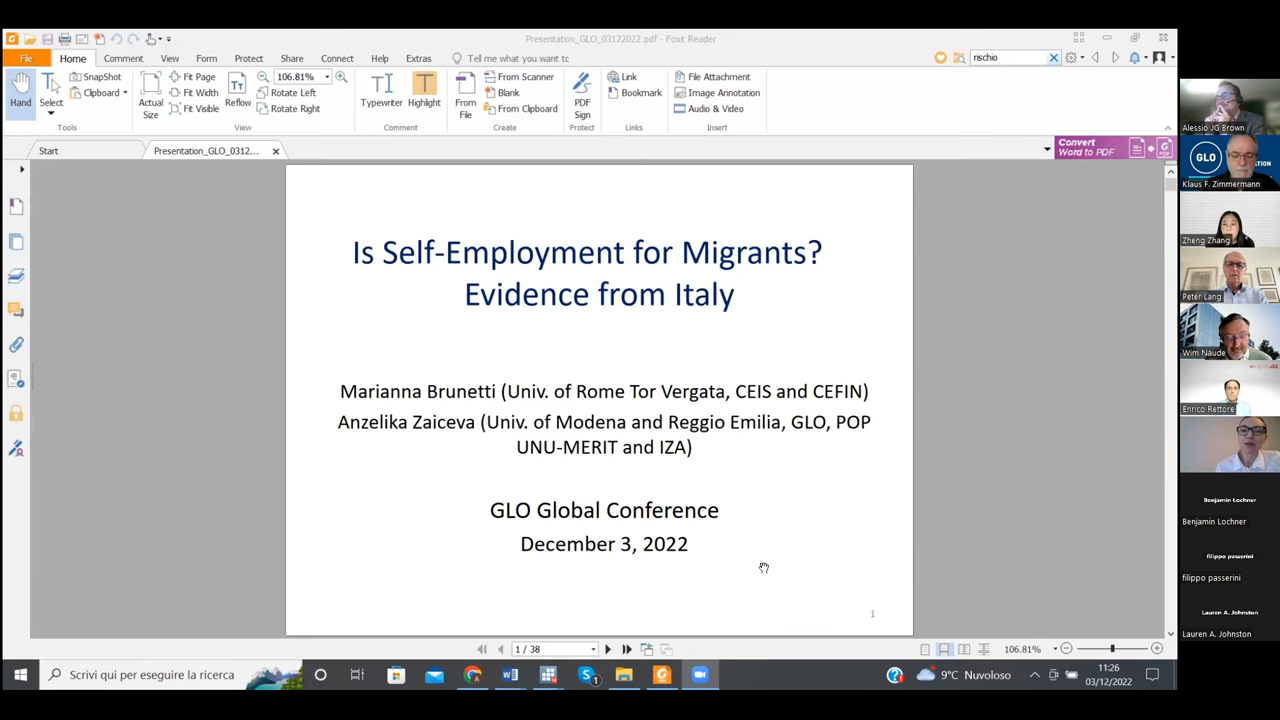 Presentation_GLO_03122022.pdf - Foxit Reader
File
Home
Comment
View
Form
Protect
Share
Connect
Help
Extras
Tell me what you want to
rischio
Hand
Select
SnapShot
Clipboard
Tools
Actual
Size
Fit Page
Fit Width
Fit Visible
Reflow
106.81%
Rotate Left
Rotate Right
View
Typewriter
Highlight
Comment
From
File
From Scanner
Blank
From Clipboard
Create
PDF
Sign
Protect
Link
Bookmark
Links
File Attachment
Image Annotation
Audio & Video
Insert
Start
Presentation_GLO_0312...
Convert
Word to PDF
Is Self-Employment for Migrants?
Evidence from Italy
Marianna Brunetti (Univ. of Rome Tor Vergata, CEIS and CEFIN)
Anzelika Zaiceva (Univ. of Modena and Reggio Emilia, GLO, POP
UNU-MERIT and IZA)
GLO Global Conference
December 3, 2022
1
1 / 38
106.81%
Scrivi qui per eseguire la ricerca
1
9°C Nuvoloso
11:26
03/12/2022
Alessio JG Brown
GLO
Klaus F. Zimmermann
Zheng Zhang
Peter Lang
Wim Naude
Enrico Rettore
Benjamin Lochner
Benjamin Lochner
filippo passerini
filippo passerini
Lauren A. Johnston
Lauren A. Johnston